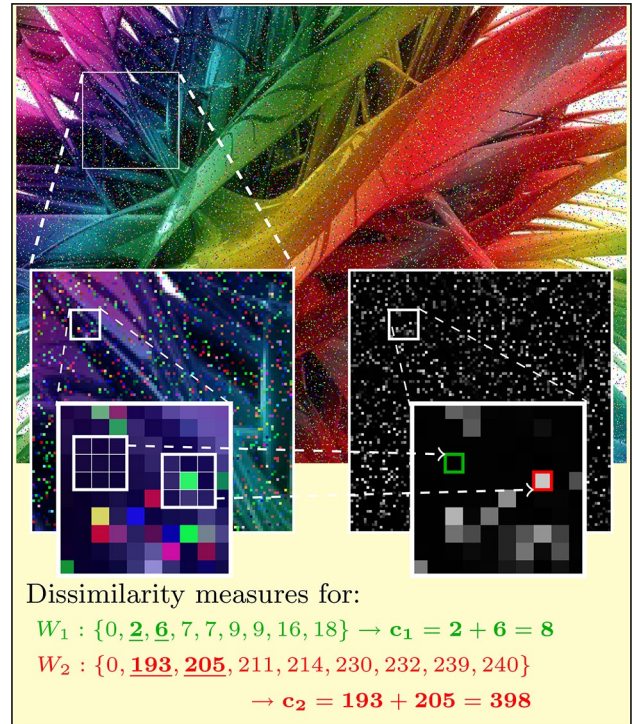 Dissimilarity measures for:
W₁ : {0, 2, 6, 7, 7, 9, 9, 16, 18} → c₁ = 2 + 6 = 8
W₂ : {0, 193, 205, 211, 214, 230, 232, 239, 240}
→ c₂ = 193 + 205 = 398